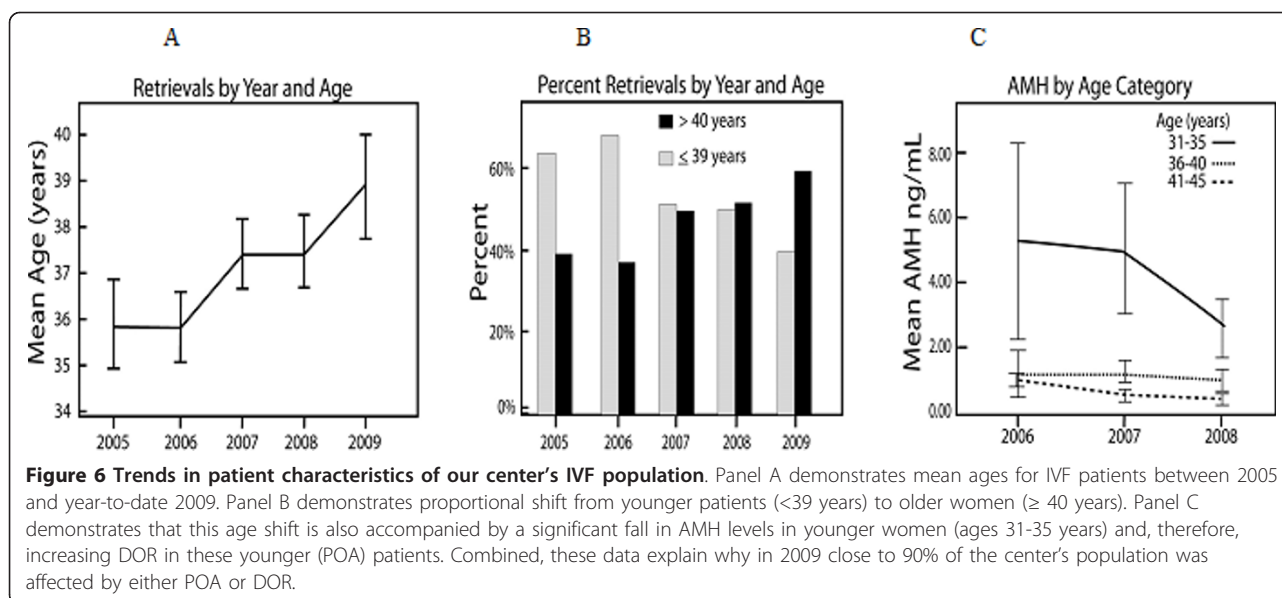 A
B
C
Retrievals by Year and Age
Mean Age (years)
40
39
38
37
36
35
34
2005
2006
2007
2008
2009
Percent Retrievals by Year and Age
> 40 years
≤ 39 years
Percent
60%
40%
20%
0%
2005
2006
2007
2008
2009
AMH by Age Category
Age (years)
31-35
36-40
41-45
Mean AMH ng/mL
8.00
6.00
4.00
2.00
0.00
2006
2007
2008
Figure 6 Trends in patient characteristics of our center's IVF population. Panel A demonstrates mean ages for IVF patients between 2005
and year-to-date 2009. Panel B demonstrates proportional shift from younger patients (<39 years) to older women (≥ 40 years). Panel C
demonstrates that this age shift is also accompanied by a significant fall in AMH levels in younger women (ages 31-35 years) and, therefore,
increasing DOR in these younger (POA) patients. Combined, these data explain why in 2009 close to 90% of the center's population was
affected by either POA or DOR.